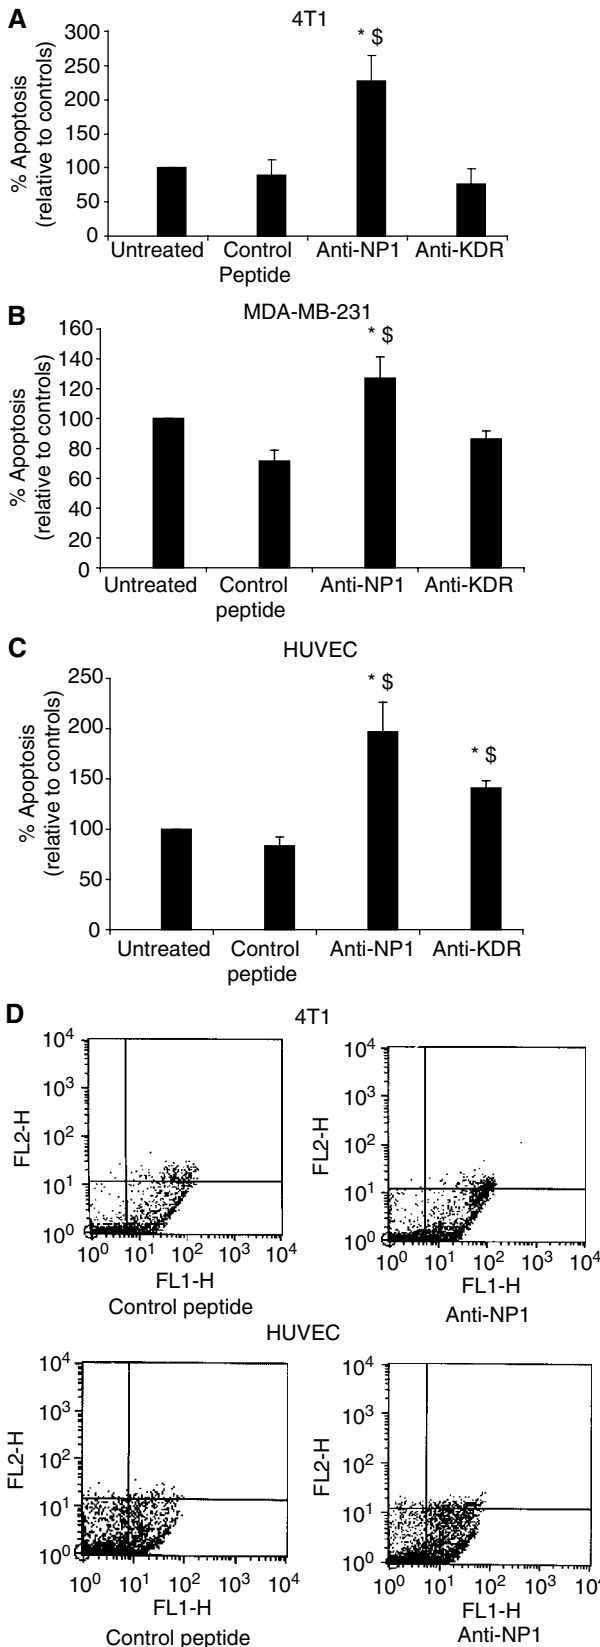 A
4T1
% Apoptosis
(relative to controls)
300
250
200
150
100
50
0
* $
Untreated Control Anti-NP1 Anti-KDR
Peptide
B
MDA-MB-231
% Apoptosis
(relative to controls)
160
140
120
100
80
60
40
20
0
* $
Untreated Control Anti-NP1 Anti-KDR
peptide
C
HUVEC
% Apoptosis
(relative to controls)
250
200
150
100
50
0
* $
* $
Untreated Control Anti-NP1 Anti-KDR
peptide
D
4T1
FL2-H
10⁴
10³
10²
10¹
10⁰
10⁰ 10¹ 10² 10³ 10⁴
FL1-H
Control peptide
FL2-H
10⁴
10³
10²
10¹
10⁰
10⁰ 10¹ 10² 10³ 10⁴
FL1-H
Anti-NP1
HUVEC
FL2-H
10⁴
10³
10²
10¹
10⁰
10⁰ 10¹ 10² 10³ 10⁴
FL1-H
Control peptide
FL2-H
10⁴
10³
10²
10¹
10⁰
10⁰ 10¹ 10² 10³
FL1-H
Anti-NP1